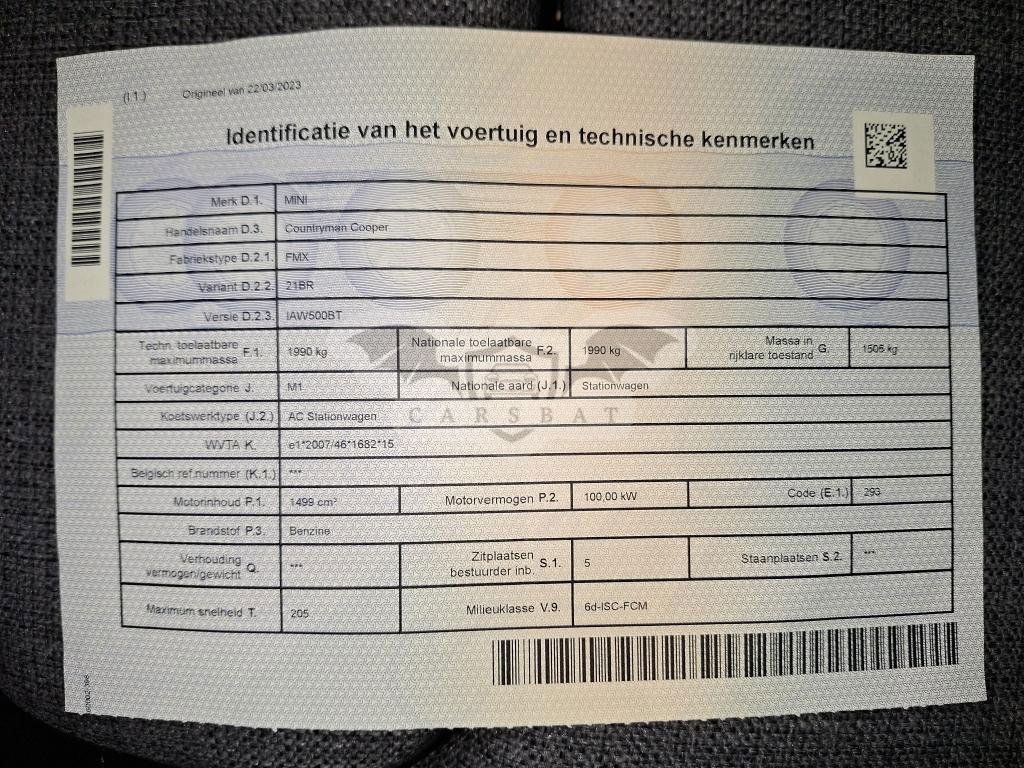 (I 1.) Origineel van 22/03/2023
Identificatie van het voertuig en technische kenmerken
Merk D.1. MINI
Handelsnaam D.3. Countryman Cooper
Fabriekstype D.2.1. FMX
Variant D.2.2. 21BR
Versie D.2.3. IAW500BT
Techn. toelaatbare
maximummassa F.1. 1990 kg
Nationale toelaatbare
maximummassa F.2. 1990 kg
Massa in
rijklare toestand G. 1505 kg
Voertuigcategorie J. M1 Nationale aard (J.1.) Stationwagen
Koetswerktype (J.2.) AC Stationwagen
CARSBAT
WVTA K. e1*2007/46*1682*15
Belgisch ref.nummer (K.1.) ***
Motorinhoud P.1. 1499 cm³ Motorvermogen P.2. 100,00 kW Code (E.1.) 293
Brandstof P.3. Benzine
Verhouding
vermogen/gewicht Q. ***
Zitplaatsen
bestuurder inb. S.1. 5
Staanplaatsen S.2. ***
Maximum snelheid T. 205 Milieuklasse V.9. 6d-ISC-FCM